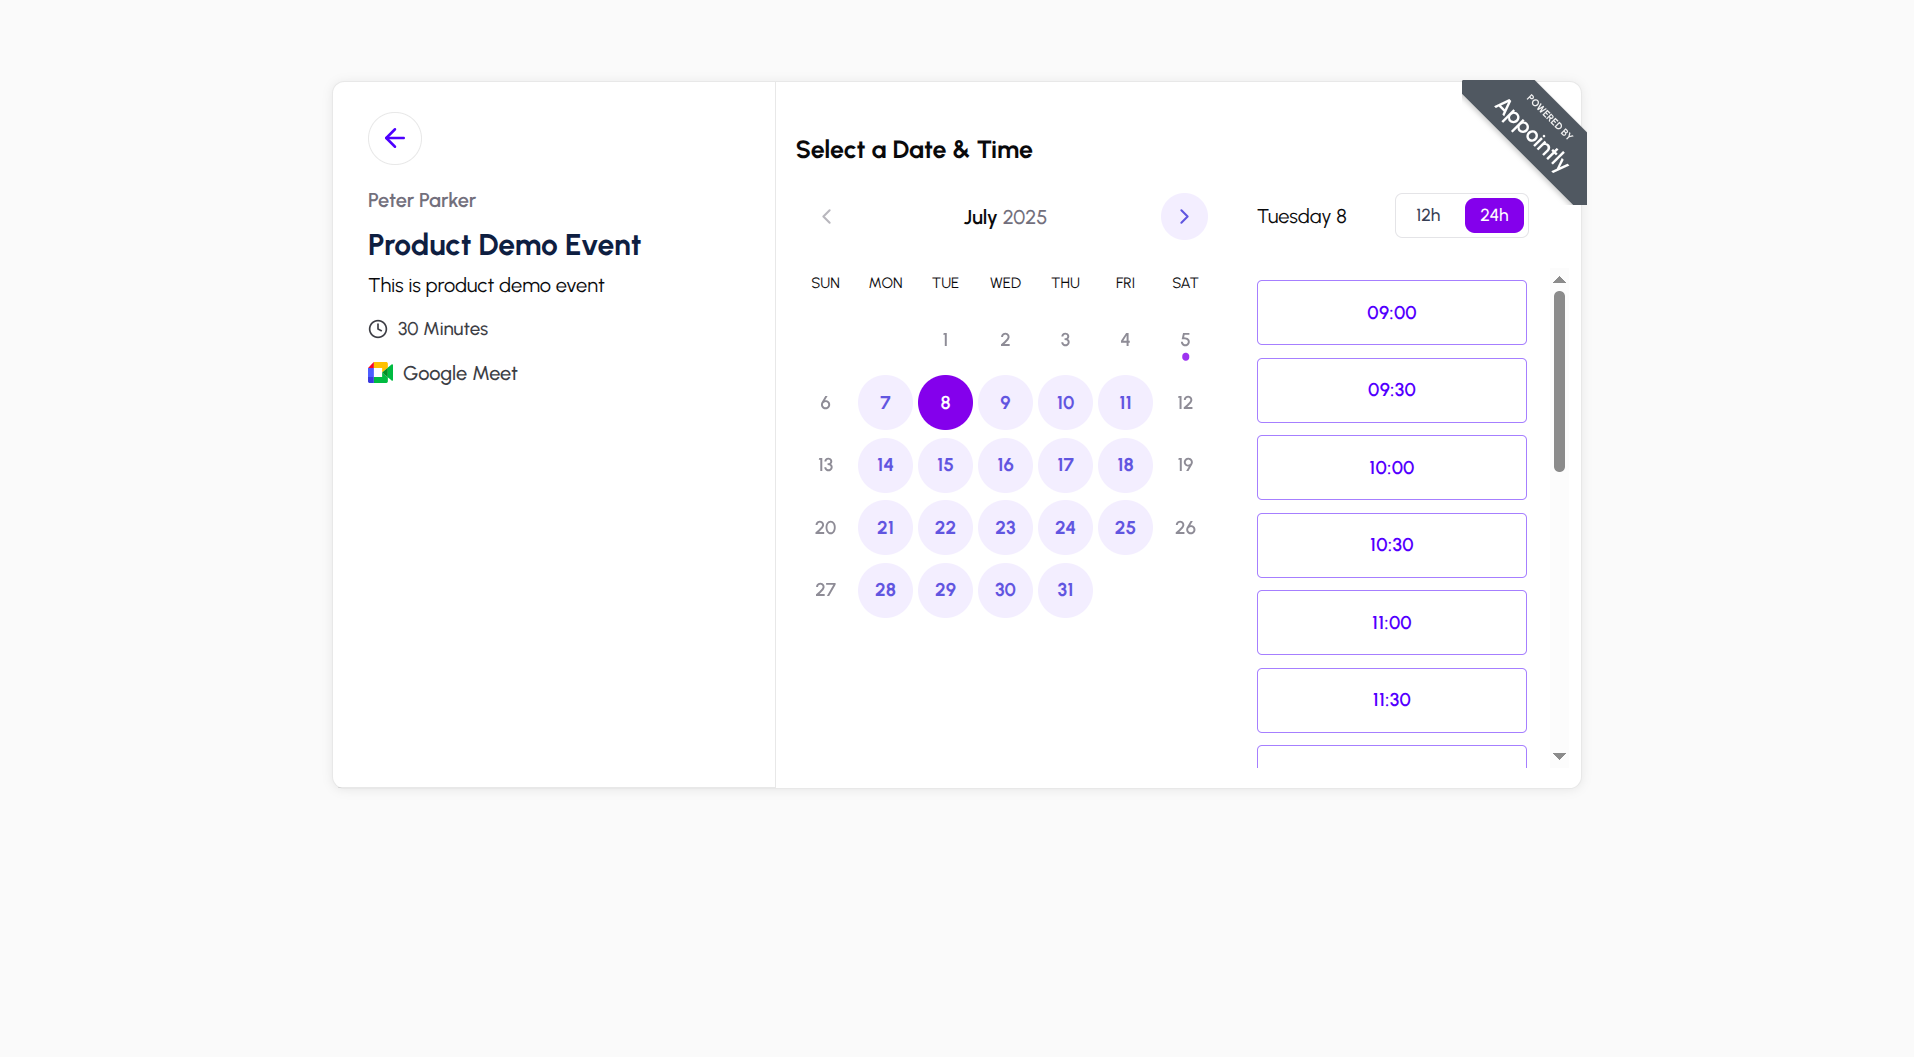 Peter Parker
Product Demo Event
This is product demo event
30 Minutes
Google Meet
POWERED BY
Appointly
Select a Date & Time
July 2025
SUN MON TUE WED THU FRI SAT
1 2 3 4 5
6 7 8 9 10 11 12
13 14 15 16 17 18 19
20 21 22 23 24 25 26
27 28 29 30 31
Tuesday 8
12h 24h
09:00
09:30
10:00
10:30
11:00
11:30